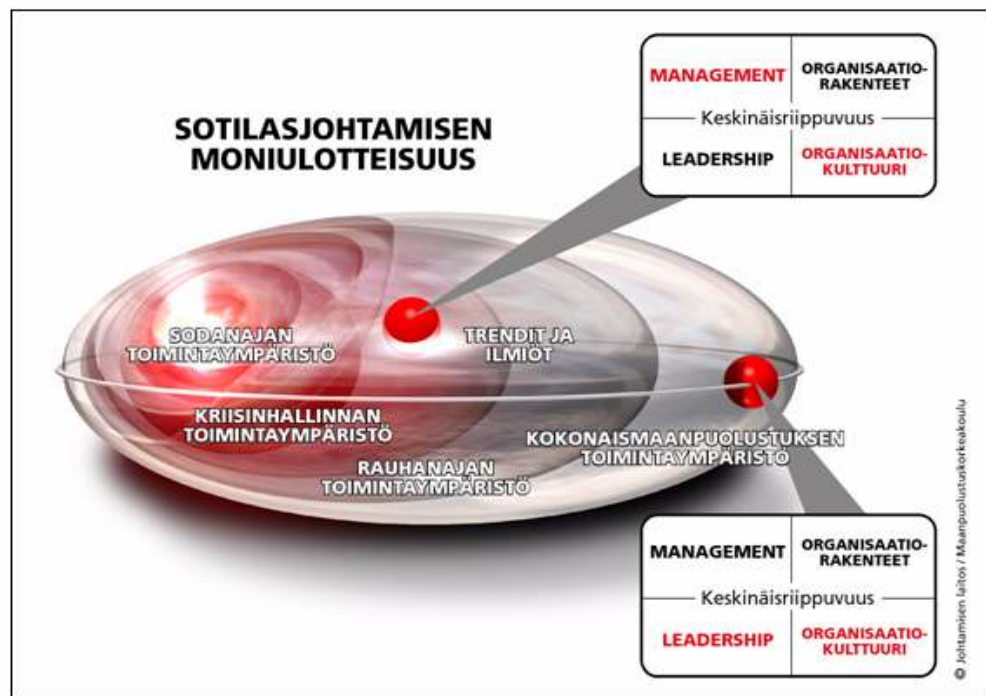 SOTILASJOHTAMISEN
MONIULOTTEISUUS
MANAGEMENT
ORGANISAATIO-
RAKENTEET
Keskinäisriippuvuus
LEADERSHIP
ORGANISAATIO-
KULTTUURI
SODANAJAN
TOIMINTAYMPÄRISTÖ
TRENDIT JA
ILMIÖT
KRIISINHALLINNAN
TOIMINTAYMPÄRISTÖ
KOKONAISMAANPUOLUSTUKSEN
TOIMINTAYMPÄRISTÖ
RAUHANAJAN
TOIMINTAYMPÄRISTÖ
MANAGEMENT
ORGANISAATIO-
RAKENTEET
Keskinäisriippuvuus
LEADERSHIP
ORGANISAATIO-
KULTTUURI
© Johtamisen laitos / Maanpuolustuskorkeakoulu